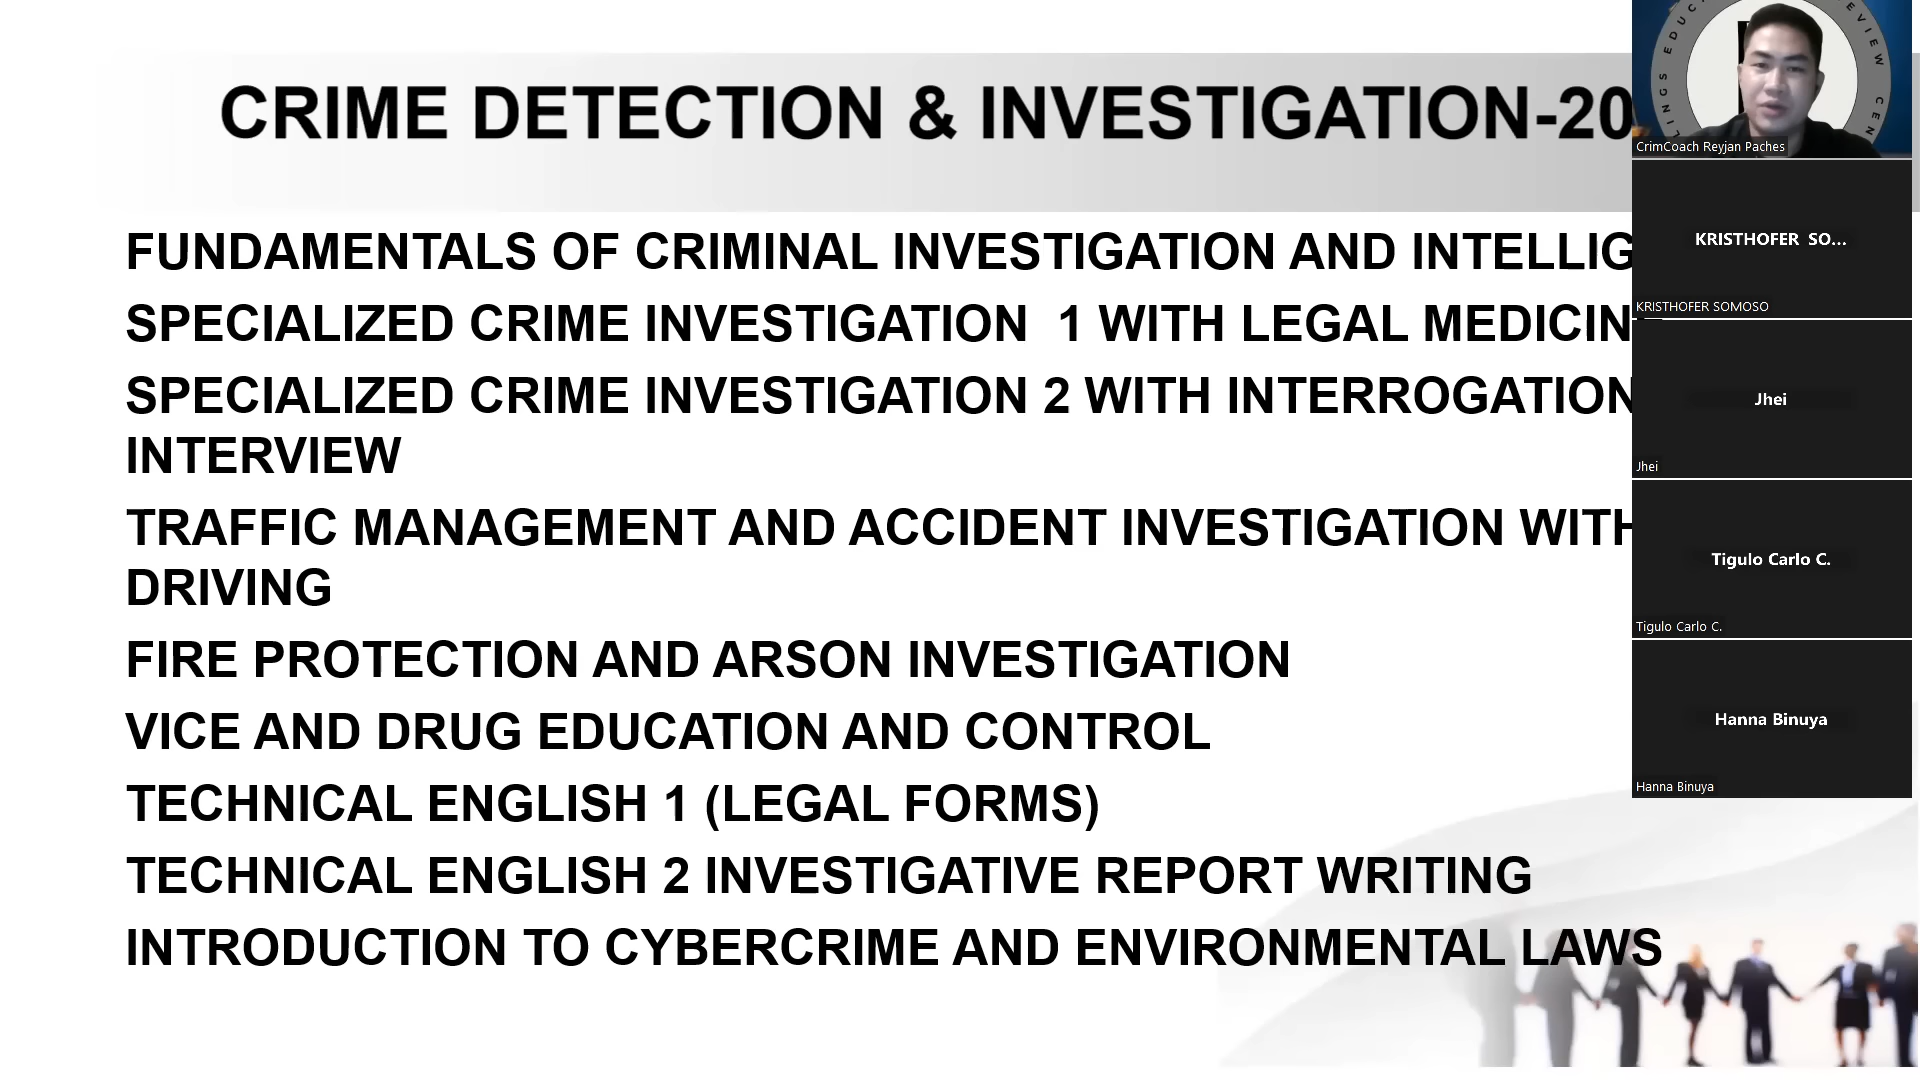 CRIME DETECTION & INVESTIGATION-20
FUNDAMENTALS OF CRIMINAL INVESTIGATION AND INTELLIG
SPECIALIZED CRIME INVESTIGATION 1 WITH LEGAL MEDICIN
SPECIALIZED CRIME INVESTIGATION 2 WITH INTERROGATION
INTERVIEW
TRAFFIC MANAGEMENT AND ACCIDENT INVESTIGATION WITH
DRIVING
FIRE PROTECTION AND ARSON INVESTIGATION
VICE AND DRUG EDUCATION AND CONTROL
TECHNICAL ENGLISH 1 (LEGAL FORMS)
TECHNICAL ENGLISH 2 INVESTIGATIVE REPORT WRITING
INTRODUCTION TO CYBERCRIME AND ENVIRONMENTAL LAWS
CrimCoach Reyjan Paches
KRISTHOFER SO...
KRISTHOFER SOMOSO
Jhei
Jhei
Tigulo Carlo C.
Tigulo Carlo C.
Hanna Binuya
Hanna Binuya